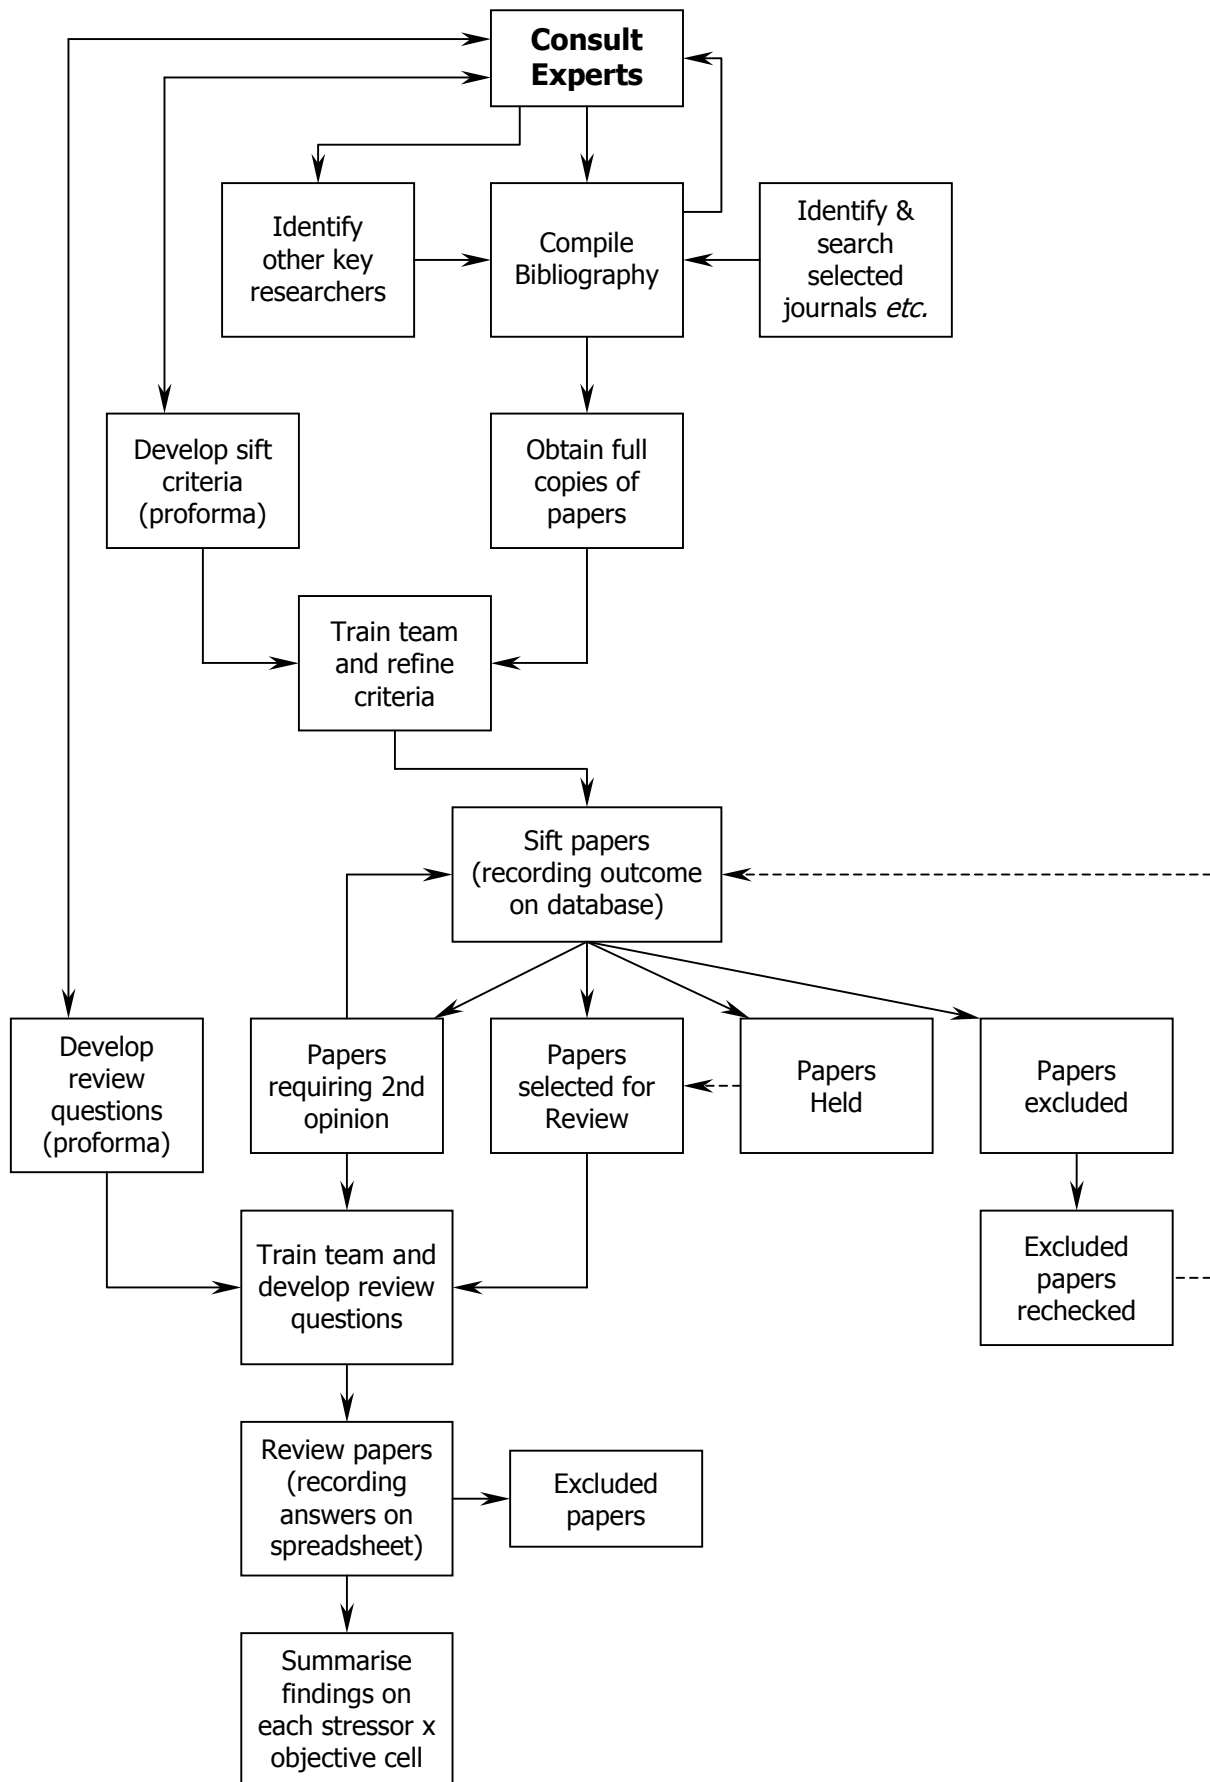 Consult
Experts
Identify
other key
researchers
Compile
Bibliography
Identify &
search
selected
journals etc.
Develop sift
criteria
(proforma)
Obtain full
copies of
papers
Train team
and refine
criteria
Sift papers
(recording outcome
on database)
Develop
review
questions
(proforma)
Papers
requiring 2nd
opinion
Papers
selected for
Review
Papers
Held
Papers
excluded
Train team and
develop review
questions
Excluded
papers
rechecked
Review papers
(recording
answers on
spreadsheet)
Excluded
papers
Summarise
findings on
each stressor x
objective cell